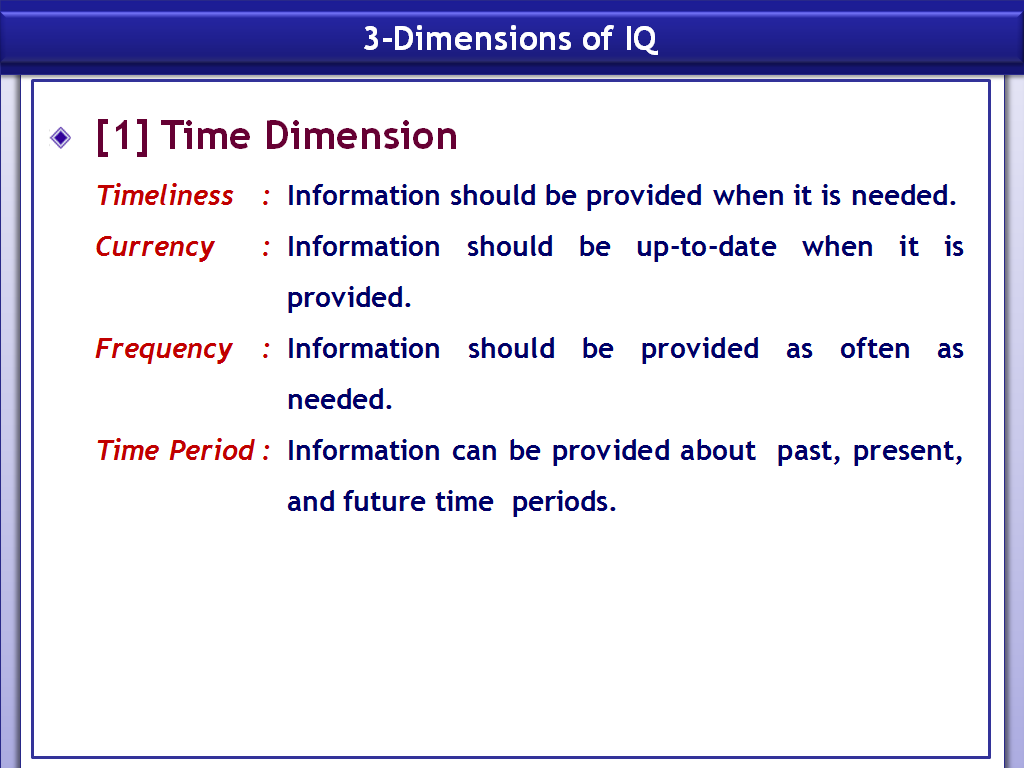 3-Dimensions of IQ
[1] Time Dimension
Timeliness : Information should be provided when it is needed.
Currency : Information should be up-to-date when it is
provided.
Frequency : Information should be provided as often as
needed.
Time Period : Information can be provided about past, present,
and future time periods.